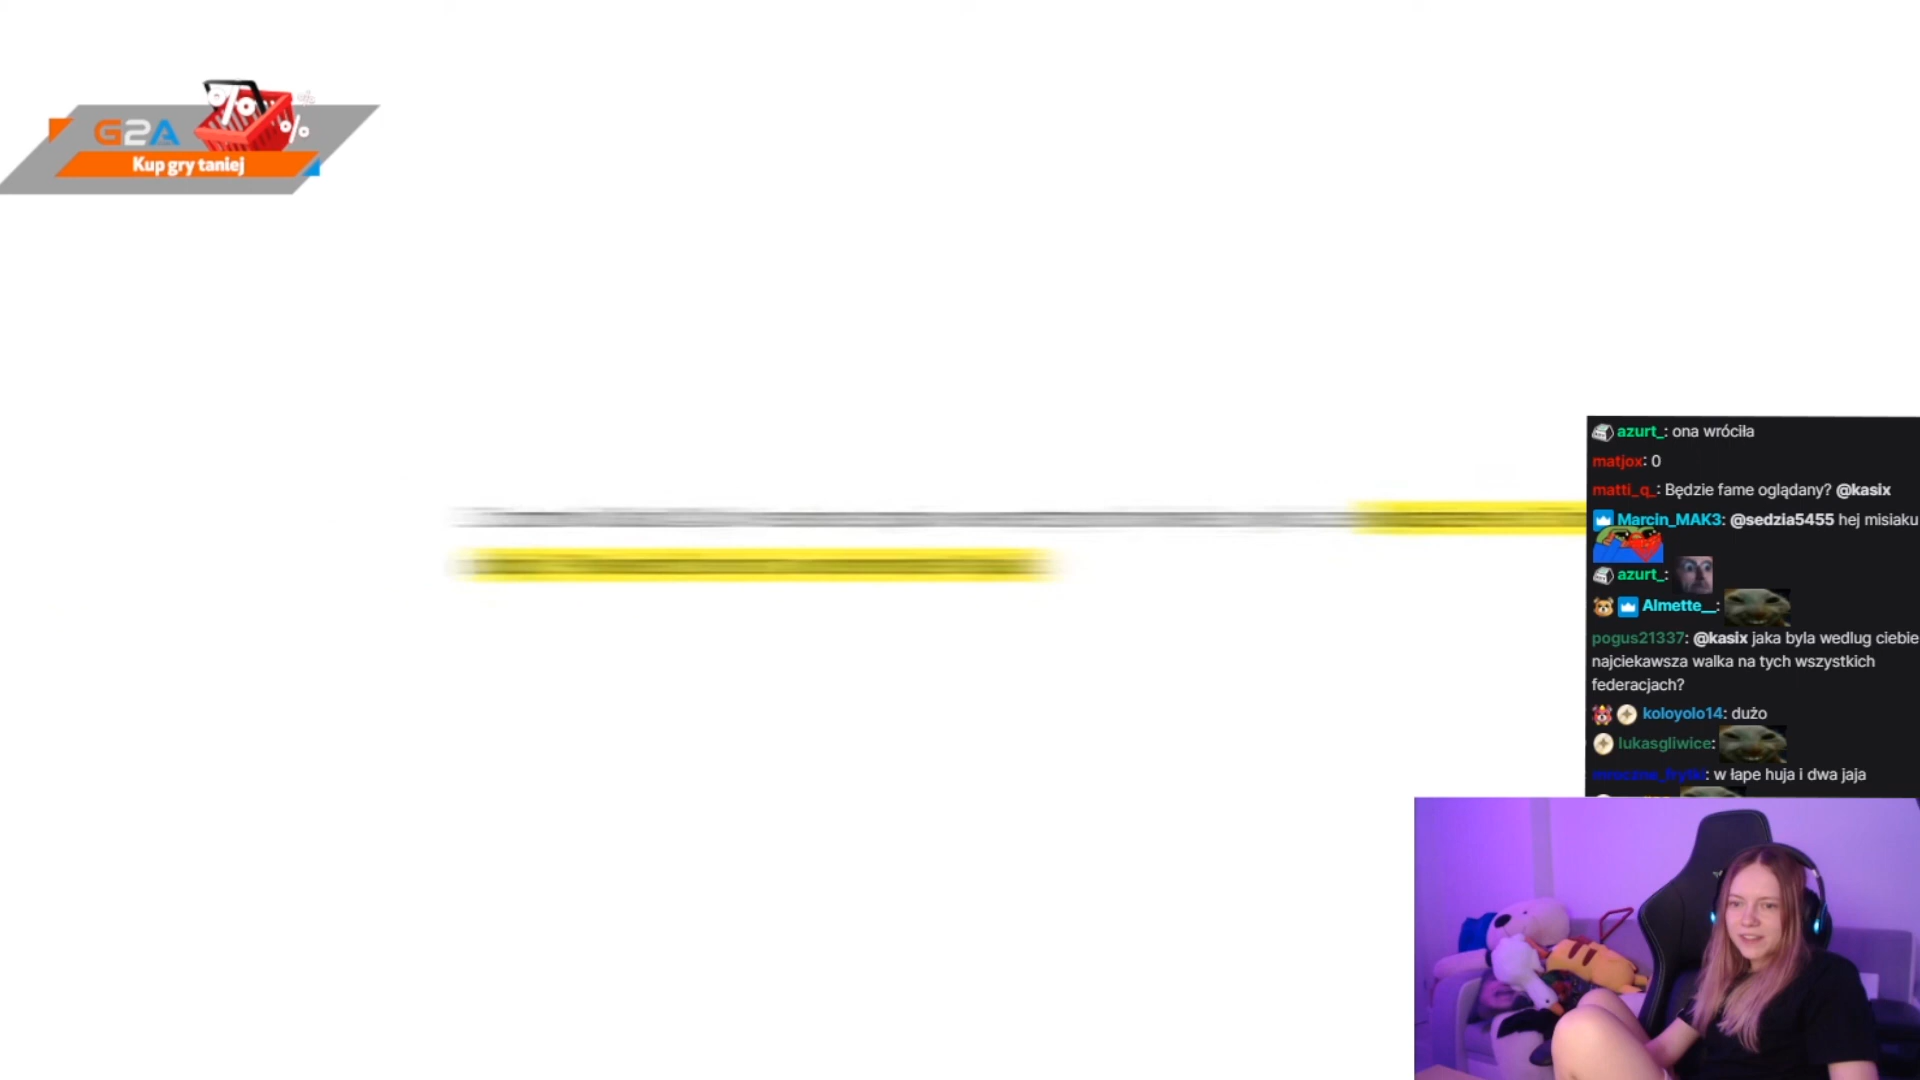 G2A
Kup gry taniej
azurt_: ona wróciła
matjox: 0
matti_q_: Będzie fame oglądany? @kasix
Marcin_MAK3: @sedzia5455 hej misiaku
azurt_:
Almette__:
pogus21337: @kasix jaka byla wedlug ciebie
najciekawsza walka na tych wszystkich
federacjach?
koloyolo14: dużo
lukasgliwice:
: w łape huja i dwa jaja